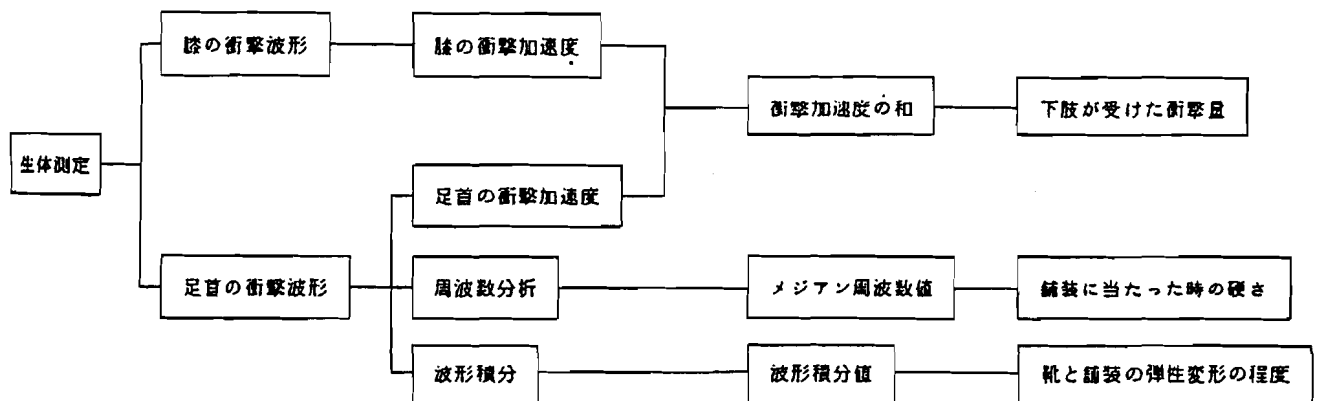 膝の衝撃波形
膝の衝撃加速度
衝撃加速度の和
下肢が受けた衝撃量
生体測定
足首の衝撃加速度
足首の衝撃波形
周波数分析
メジアン周波数値
舗装に当たった時の硬さ
波形積分
波形積分値
靴と舗装の弾性変形の程度